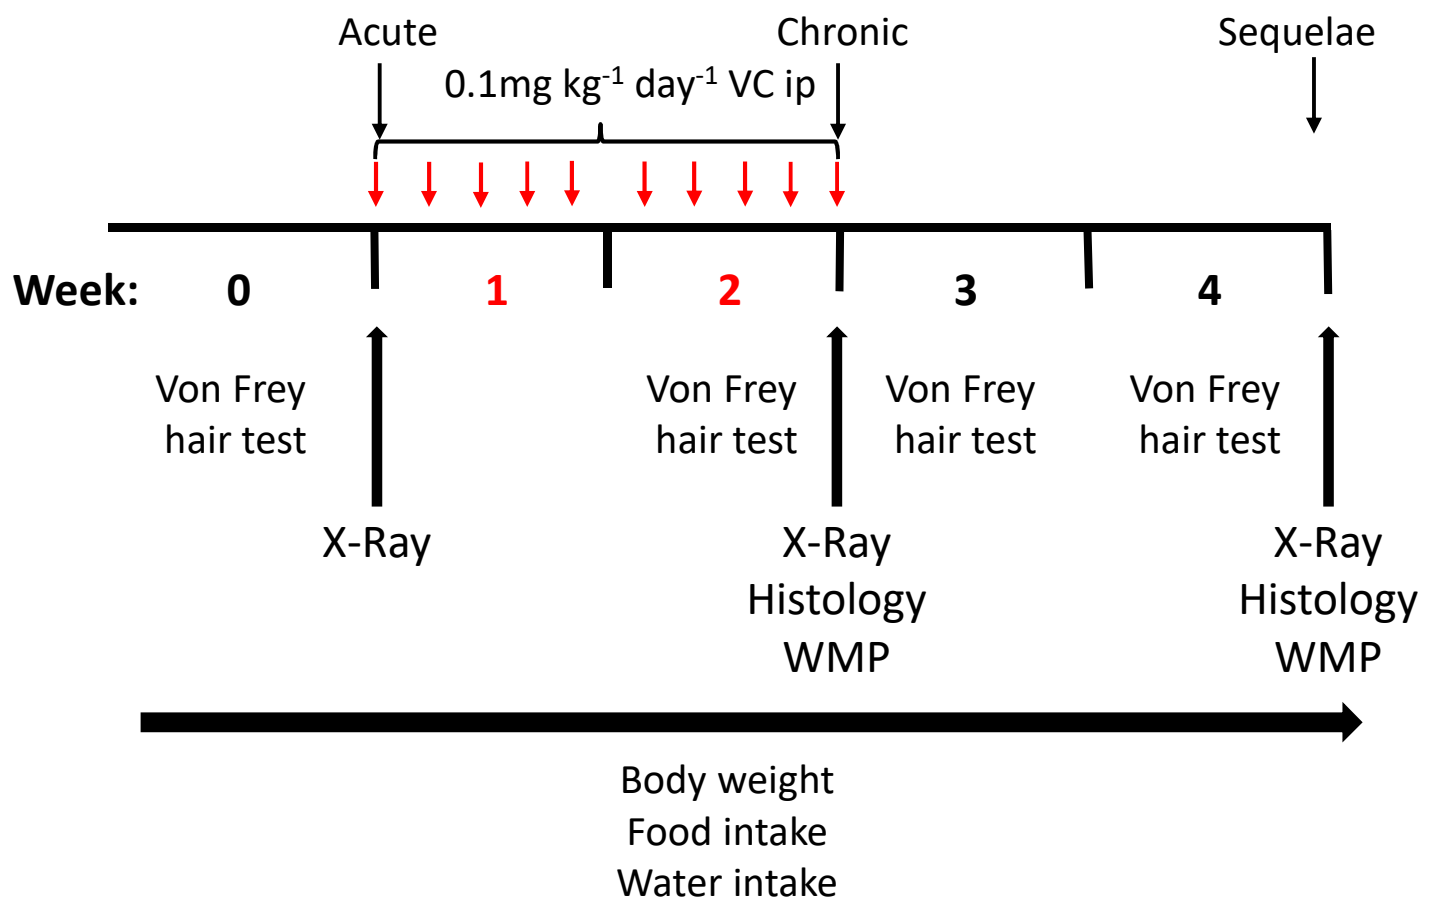 Acute
Chronic
Sequelae
0.1mg kg⁻¹ day⁻¹ VC ip
Week: 0 1 2 3 4
Von Frey
hair test
Von Frey
hair test
Von Frey
hair test
Von Frey
hair test
X-Ray
X-Ray
Histology
WMP
X-Ray
Histology
WMP
Body weight
Food intake
Water intake